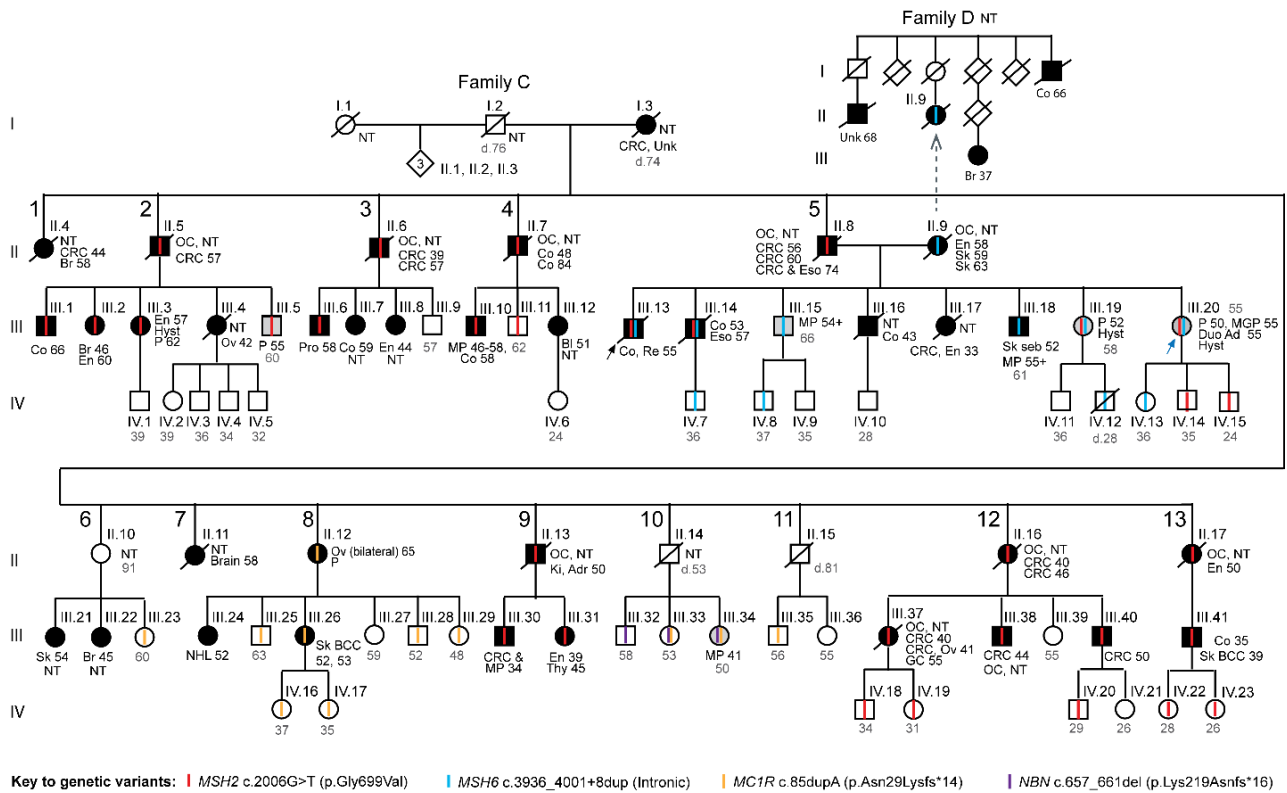 Family D NT
Family C
I
II.9
II
Co 66
Unk 68
III
Br 37
I
I.1
NT
I.2
NT
d.76
I.3
NT
CRC, Unk
d.74
3
II.1, II.2, II.3
1
2
3
4
5
II
II.4
NT
CRC 44
Br 58
II.5
OC, NT
CRC 57
II.6
OC, NT
CRC 39
CRC 57
II.7
OC, NT
Co 48
Co 84
II.8
OC, NT
CRC 56
CRC 60
CRC & Eso 74
II.9
OC, NT
En 58
Sk 59
Sk 63
III
III.1
Co 66
III.2
Br 46
En 60
III.3
En 57
Hyst
P 62
III.4
NT
Ov 42
III.5
P 55
60
III.6
Pro 58
III.7
Co 59
NT
III.8
En 44
NT
III.9
57
III.10
MP 46-58,
Co 58
III.11
62
III.12
Bl 51
NT
III.13
Co, Re 55
III.14
Co 53
Eso 57
III.15
MP 54+
66
III.16
NT
Co 43
III.17
NT
CRC, En 33
III.18
Sk seb 52
MP 55+
61
III.19
P 52
Hyst
58
III.20
55
P 50, MGP 55
Duo Ad 55
Hyst
IV
IV.1
39
IV.2
39
IV.3
36
IV.4
34
IV.5
32
IV.6
24
IV.7
36
IV.8
37
IV.9
35
IV.10
28
IV.11
36
IV.12
d.28
IV.13
36
IV.14
35
IV.15
24
6
7
8
9
10
11
12
13
II
II.10
NT
91
II.11
NT
Brain 58
II.12
Ov (bilateral) 65
P
II.13
OC, NT
Ki, Adr 50
II.14
NT
d.53
II.15
d.81
II.16
OC, NT
CRC 40
CRC 46
II.17
OC, NT
En 50
III
III.21
Sk 54
NT
III.22
Br 45
NT
III.23
60
III.24
NHL 52
III.25
63
III.26
Sk BCC
52, 53
III.27
59
III.28
52
III.29
48
III.30
CRC &
MP 34
III.31
En 39
Thy 45
III.32
58
III.33
53
III.34
MP 41
50
III.35
56
III.36
55
III.37
OC, NT
CRC 40
CRC, Ov 41
GC 55
III.38
CRC 44
OC, NT
III.39
55
III.40
CRC 50
III.41
Co 35
Sk BCC 39
IV
IV.16
37
IV.17
35
IV.18
34
IV.19
31
IV.20
29
IV.21
26
IV.22
28
IV.23
26
Key to genetic variants: MSH2 c.2006G>T (p.Gly699Val) MSH6 c.3936_4001+8dup (Intronic) MC1R c.85dupA (p.Asn29Lysfs*14) NBN c.657_661del (p.Lys219Asnfs*16)